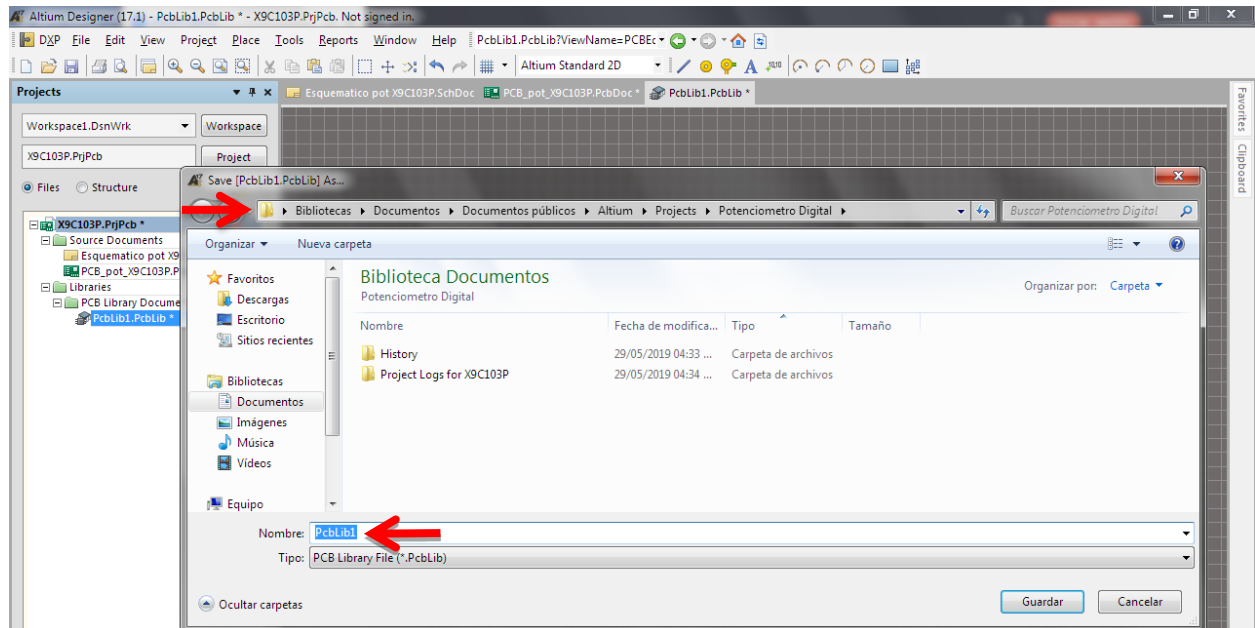 Altium Designer (17.1) - PcbLib1.PcbLib * - X9C103P.PrjPcb. Not signed in.
DXP File Edit View Project Place Tools Reports Window Help PcbLib1.PcbLib?ViewName=PCBEc
Altium Standard 2D
Projects
Esquematico pot X9C103P.SchDoc PCB_pot_X9C103P.PcbDoc * PcbLib1.PcbLib *
Favorites
Clipboard
Workspace1.DsnWrk Workspace
X9C103P.PrjPcb Project
Files Structure
X9C103P.PrjPcb *
Source Documents
Esquematico pot X9
PCB_pot_X9C103P.P
Libraries
PCB Library Docume
PcbLib1.PcbLib *
Save [PcbLib1.PcbLib] As...
Bibliotecas Documentos Documentos públicos Altium Projects Potenciometro Digital
Buscar Potenciometro Digital
Organizar Nueva carpeta
Favoritos
Descargas
Escritorio
Sitios recientes
Bibliotecas
Documentos
Imágenes
Música
Vídeos
Equipo
Biblioteca Documentos
Potenciometro Digital
Organizar por: Carpeta
Nombre Fecha de modifica... Tipo Tamaño
History 29/05/2019 04:33 ... Carpeta de archivos
Project Logs for X9C103P 29/05/2019 04:34 ... Carpeta de archivos
Nombre: PcbLib1
Tipo: PCB Library File (*.PcbLib)
Ocultar carpetas
Guardar Cancelar